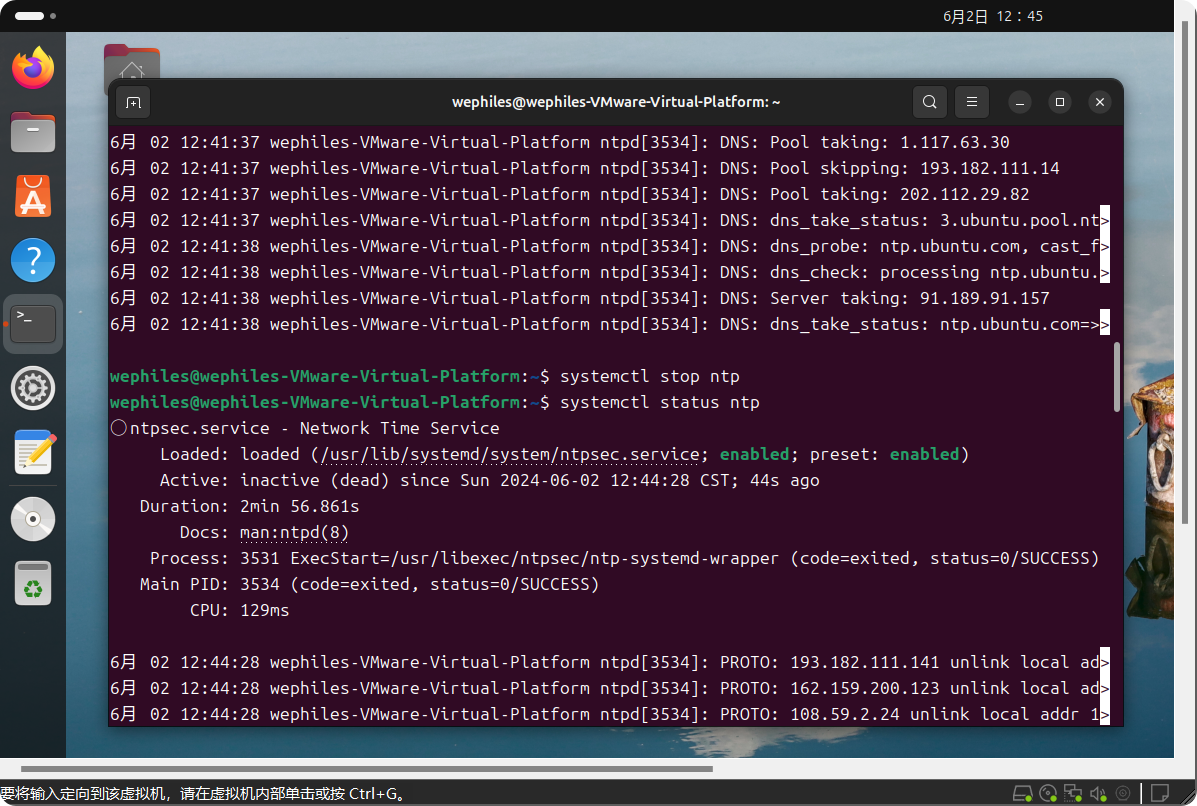 6月2日 12：45
wephiles@wephiles-VMware-Virtual-Platform: ~
6月 02 12:41:37 wephiles-VMware-Virtual-Platform ntpd[3534]: DNS: Pool taking: 1.117.63.30
6月 02 12:41:37 wephiles-VMware-Virtual-Platform ntpd[3534]: DNS: Pool skipping: 193.182.111.14
6月 02 12:41:37 wephiles-VMware-Virtual-Platform ntpd[3534]: DNS: Pool taking: 202.112.29.82
6月 02 12:41:37 wephiles-VMware-Virtual-Platform ntpd[3534]: DNS: dns_take_status: 3.ubuntu.pool.nt>
6月 02 12:41:38 wephiles-VMware-Virtual-Platform ntpd[3534]: DNS: dns_probe: ntp.ubuntu.com, cast_f>
6月 02 12:41:38 wephiles-VMware-Virtual-Platform ntpd[3534]: DNS: dns_check: processing ntp.ubuntu.>
6月 02 12:41:38 wephiles-VMware-Virtual-Platform ntpd[3534]: DNS: Server taking: 91.189.91.157
6月 02 12:41:38 wephiles-VMware-Virtual-Platform ntpd[3534]: DNS: dns_take_status: ntp.ubuntu.com=>>
wephiles@wephiles-VMware-Virtual-Platform:~$ systemctl stop ntp
wephiles@wephiles-VMware-Virtual-Platform:~$ systemctl status ntp
○ntpsec.service - Network Time Service
Loaded: loaded (/usr/lib/systemd/system/ntpsec.service; enabled; preset: enabled)
Active: inactive (dead) since Sun 2024-06-02 12:44:28 CST; 44s ago
Duration: 2min 56.861s
Docs: man:ntpd(8)
Process: 3531 ExecStart=/usr/libexec/ntpsec/ntp-systemd-wrapper (code=exited, status=0/SUCCESS)
Main PID: 3534 (code=exited, status=0/SUCCESS)
CPU: 129ms
6月 02 12:44:28 wephiles-VMware-Virtual-Platform ntpd[3534]: PROTO: 193.182.111.141 unlink local ad>
6月 02 12:44:28 wephiles-VMware-Virtual-Platform ntpd[3534]: PROTO: 162.159.200.123 unlink local ad>
6月 02 12:44:28 wephiles-VMware-Virtual-Platform ntpd[3534]: PROTO: 108.59.2.24 unlink local addr 1>
要将输入定向到该虚拟机，请在虚拟机内部单击或按 Ctrl+G。